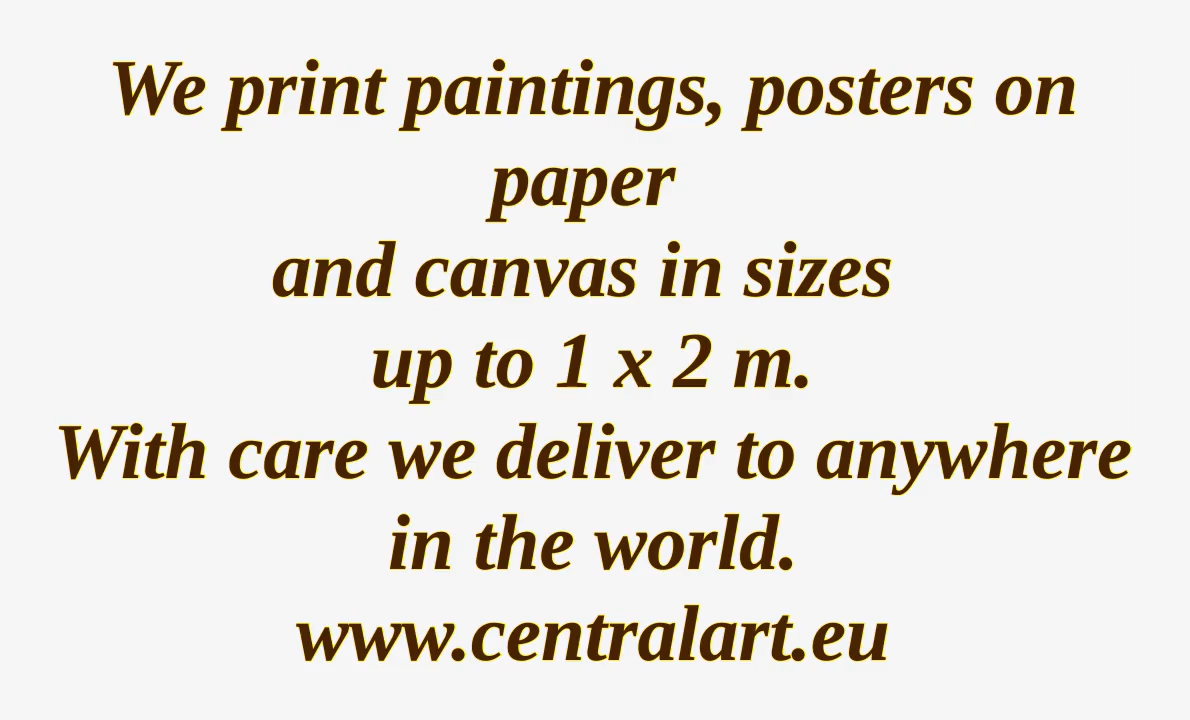 We print paintings, posters on
paper
and canvas in sizes
up to 1 x 2 m.
With care we deliver to anywhere
in the world.
www.centralart.eu